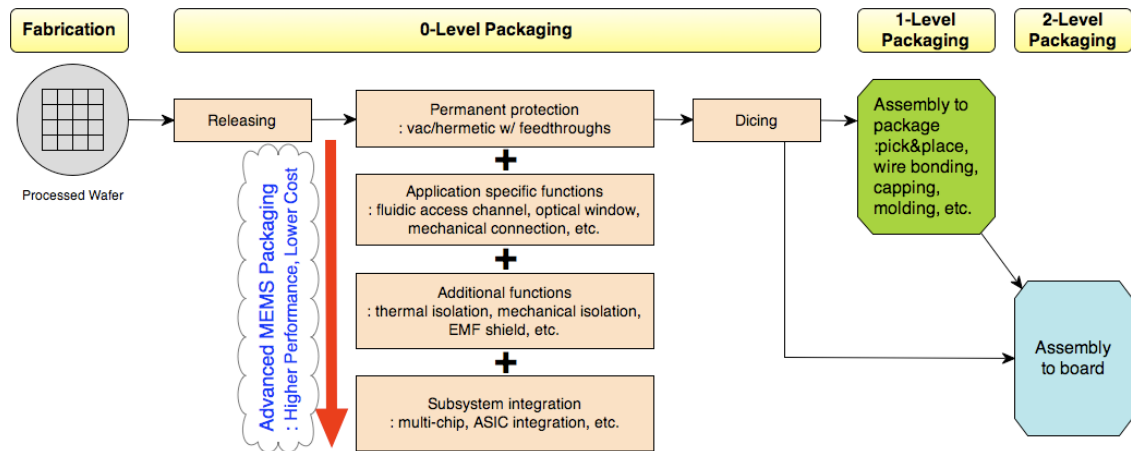 Fabrication
0-Level Packaging
1-Level
Packaging
2-Level
Packaging
Processed Wafer
Releasing
Permanent protection
: vac/hermetic w/ feedthroughs
Dicing
Assembly to
package
:pick&place,
wire bonding,
capping,
molding, etc.
Advanced MEMS Packaging
: Higher Performance, Lower Cost
+
Application specific functions
: fluidic access channel, optical window,
mechanical connection, etc.
+
Additional functions
: thermal isolation, mechanical isolation,
EMF shield, etc.
+
Subsystem integration
: multi-chip, ASIC integration, etc.
Assembly
to board